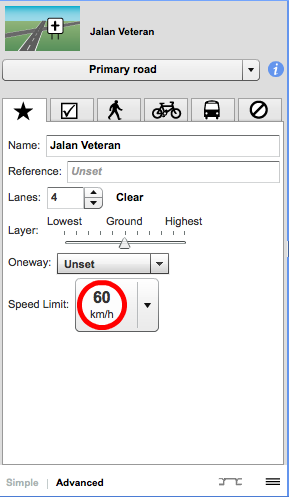 Jalan Veteran
Primary road
Name: Jalan Veteran
Reference: Unset
Lanes: 4 Clear
Lowest Ground Highest
Layer:
Oneway: Unset
Speed Limit: 60 km/h
Simple | Advanced